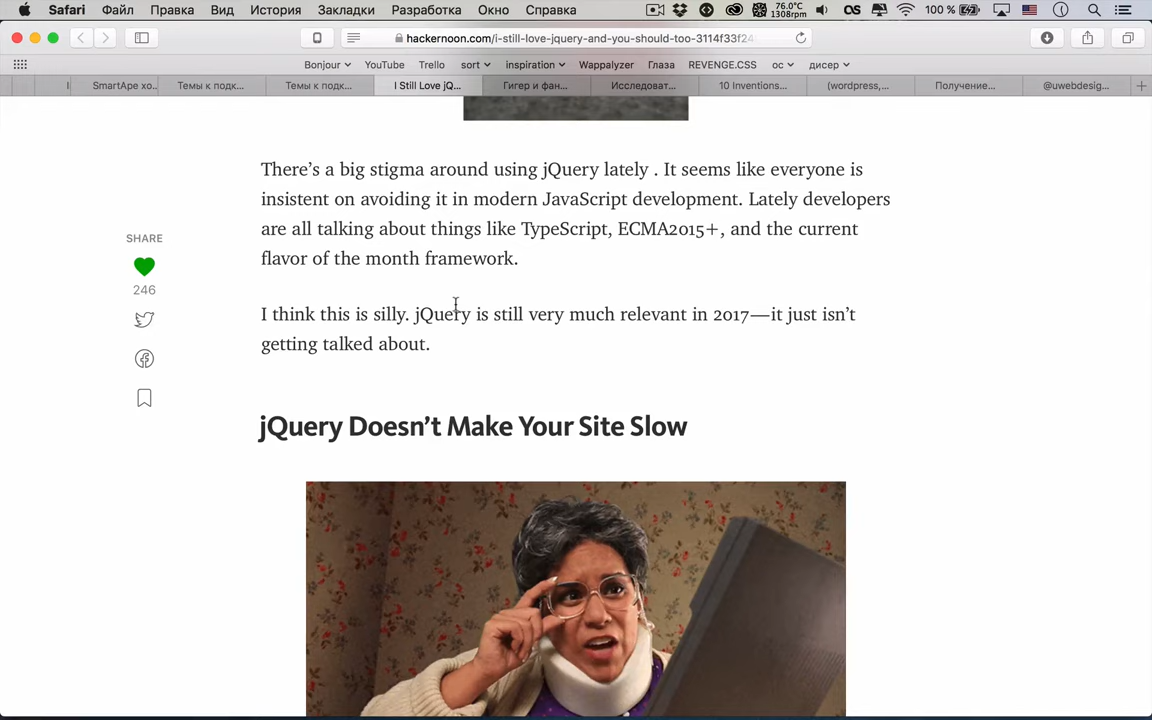 Safari Файл Правка Вид История Закладки Разработка Окно Справка 76.0°C 1308rpm 100 %
hackernoon.com/i-still-love-jquery-and-you-should-too-3114f33f24
Bonjour YouTube Trello sort inspiration Wappalyzer Глаза REVENGE.CSS ос дисер
SmartApe хо... Темы к подк... Темы к подк... I Still Love jQ... Гигер и фан... Исследоват... 10 Inventions... (wordpress,... Получение... @uwebdesig...
There’s a big stigma around using jQuery lately . It seems like everyone is
insistent on avoiding it in modern JavaScript development. Lately developers
are all talking about things like TypeScript, ECMA2015+, and the current
flavor of the month framework.
SHARE
246
I think this is silly. jQuery is still very much relevant in 2017—it just isn’t
getting talked about.
jQuery Doesn’t Make Your Site Slow